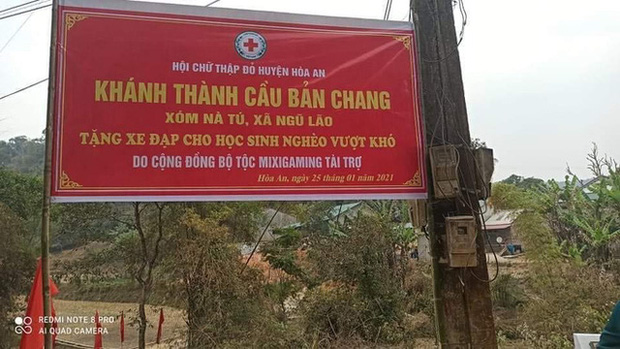 HỘI CHỮ THẬP ĐỎ HUYỆN HÒA AN
KHÁNH THÀNH CẦU BẢN CHANG
XÓM NÀ TÚ, XÃ NGŨ LÃO
TẶNG XE ĐẠP CHO HỌC SINH NGHÈO VƯỢT KHÓ
DO CỘNG ĐỒNG BỘ TỘC MIXIGAMING TÀI TRỢ
Hòa An, ngày 25 tháng 01 năm 2021
REDMI NOTE 8 PRO
AI QUAD CAMERA